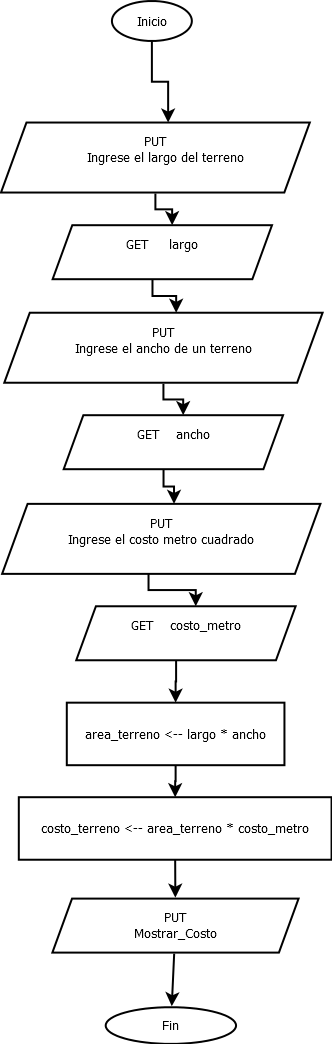 Inicio
PUT
Ingrese el largo del terreno
GET largo
PUT
Ingrese el ancho de un terreno
GET ancho
PUT
Ingrese el costo metro cuadrado
GET costo_metro
area_terreno <-- largo * ancho
costo_terreno <-- area_terreno * costo_metro
PUT
Mostrar_Costo
Fin